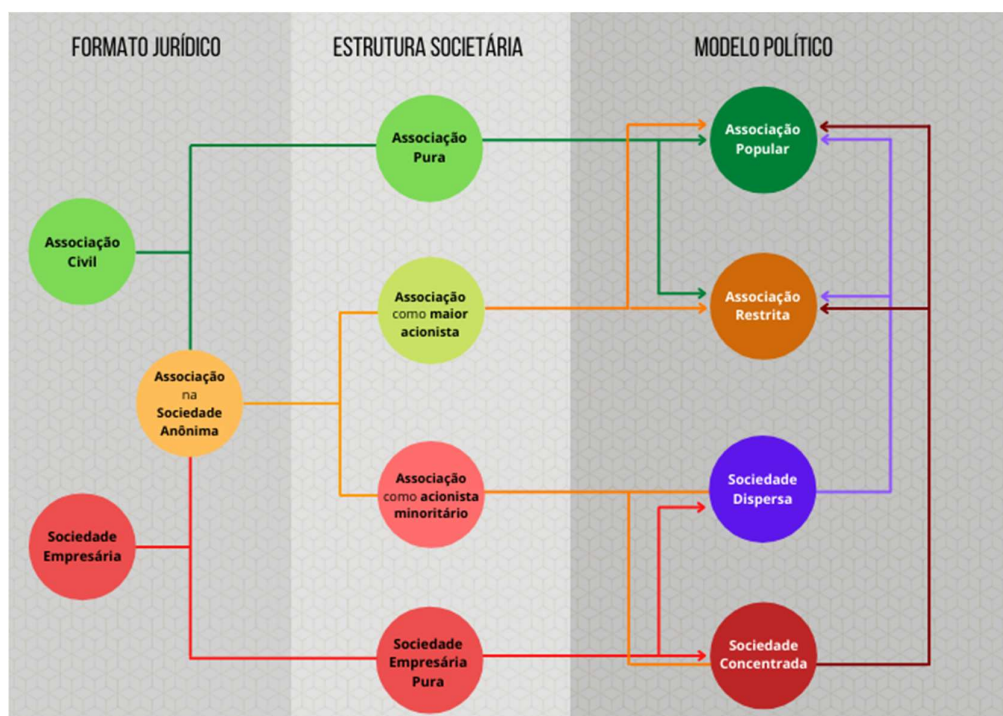 FORMATO JURÍDICO
ESTRUTURA SOCIETÁRIA
MODELO POLÍTICO
Associação
Civil
Associação
na
Sociedade
Anônima
Sociedade
Empresária
Associação
Pura
Associação
como maior
acionista
Associação
como acionista
minoritário
Sociedade
Empresária
Pura
Associação
Popular
Associação
Restrita
Sociedade
Dispersa
Sociedade
Concentrada